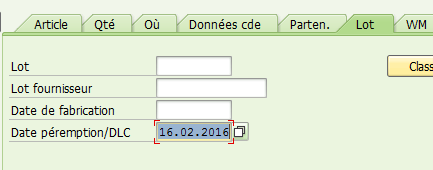 Article Qté Où Données cde Parten. Lot WM
Lot Class
Lot fournisseur
Date de fabrication
Date péremption/DLC 16.02.2016